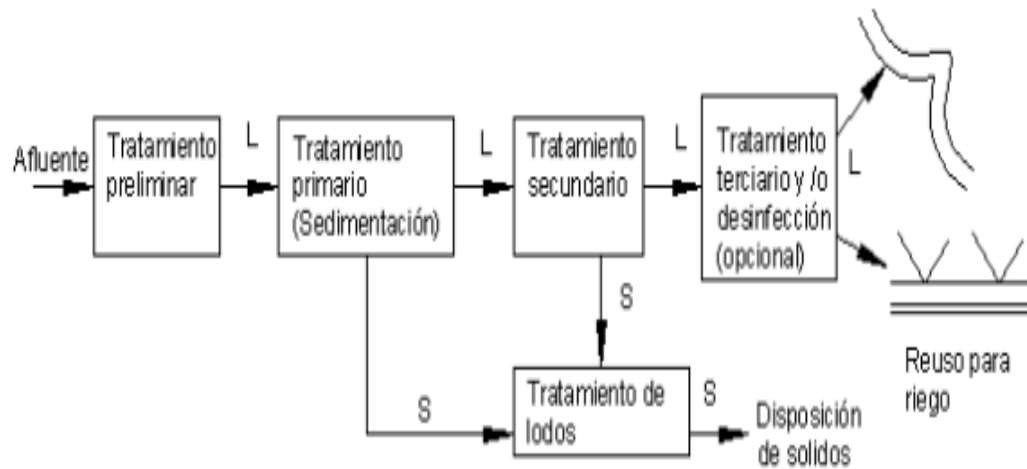 Afluente
Tratamiento
preliminar
L
Tratamiento
primario
(Sedimentación)
L
Tratamiento
secundario
L
Tratamiento
terciario y /o
desinfección
(opcional)
L
S
S
Tratamiento de
lodos
S
Disposición
de solidos
Reuso para
riego